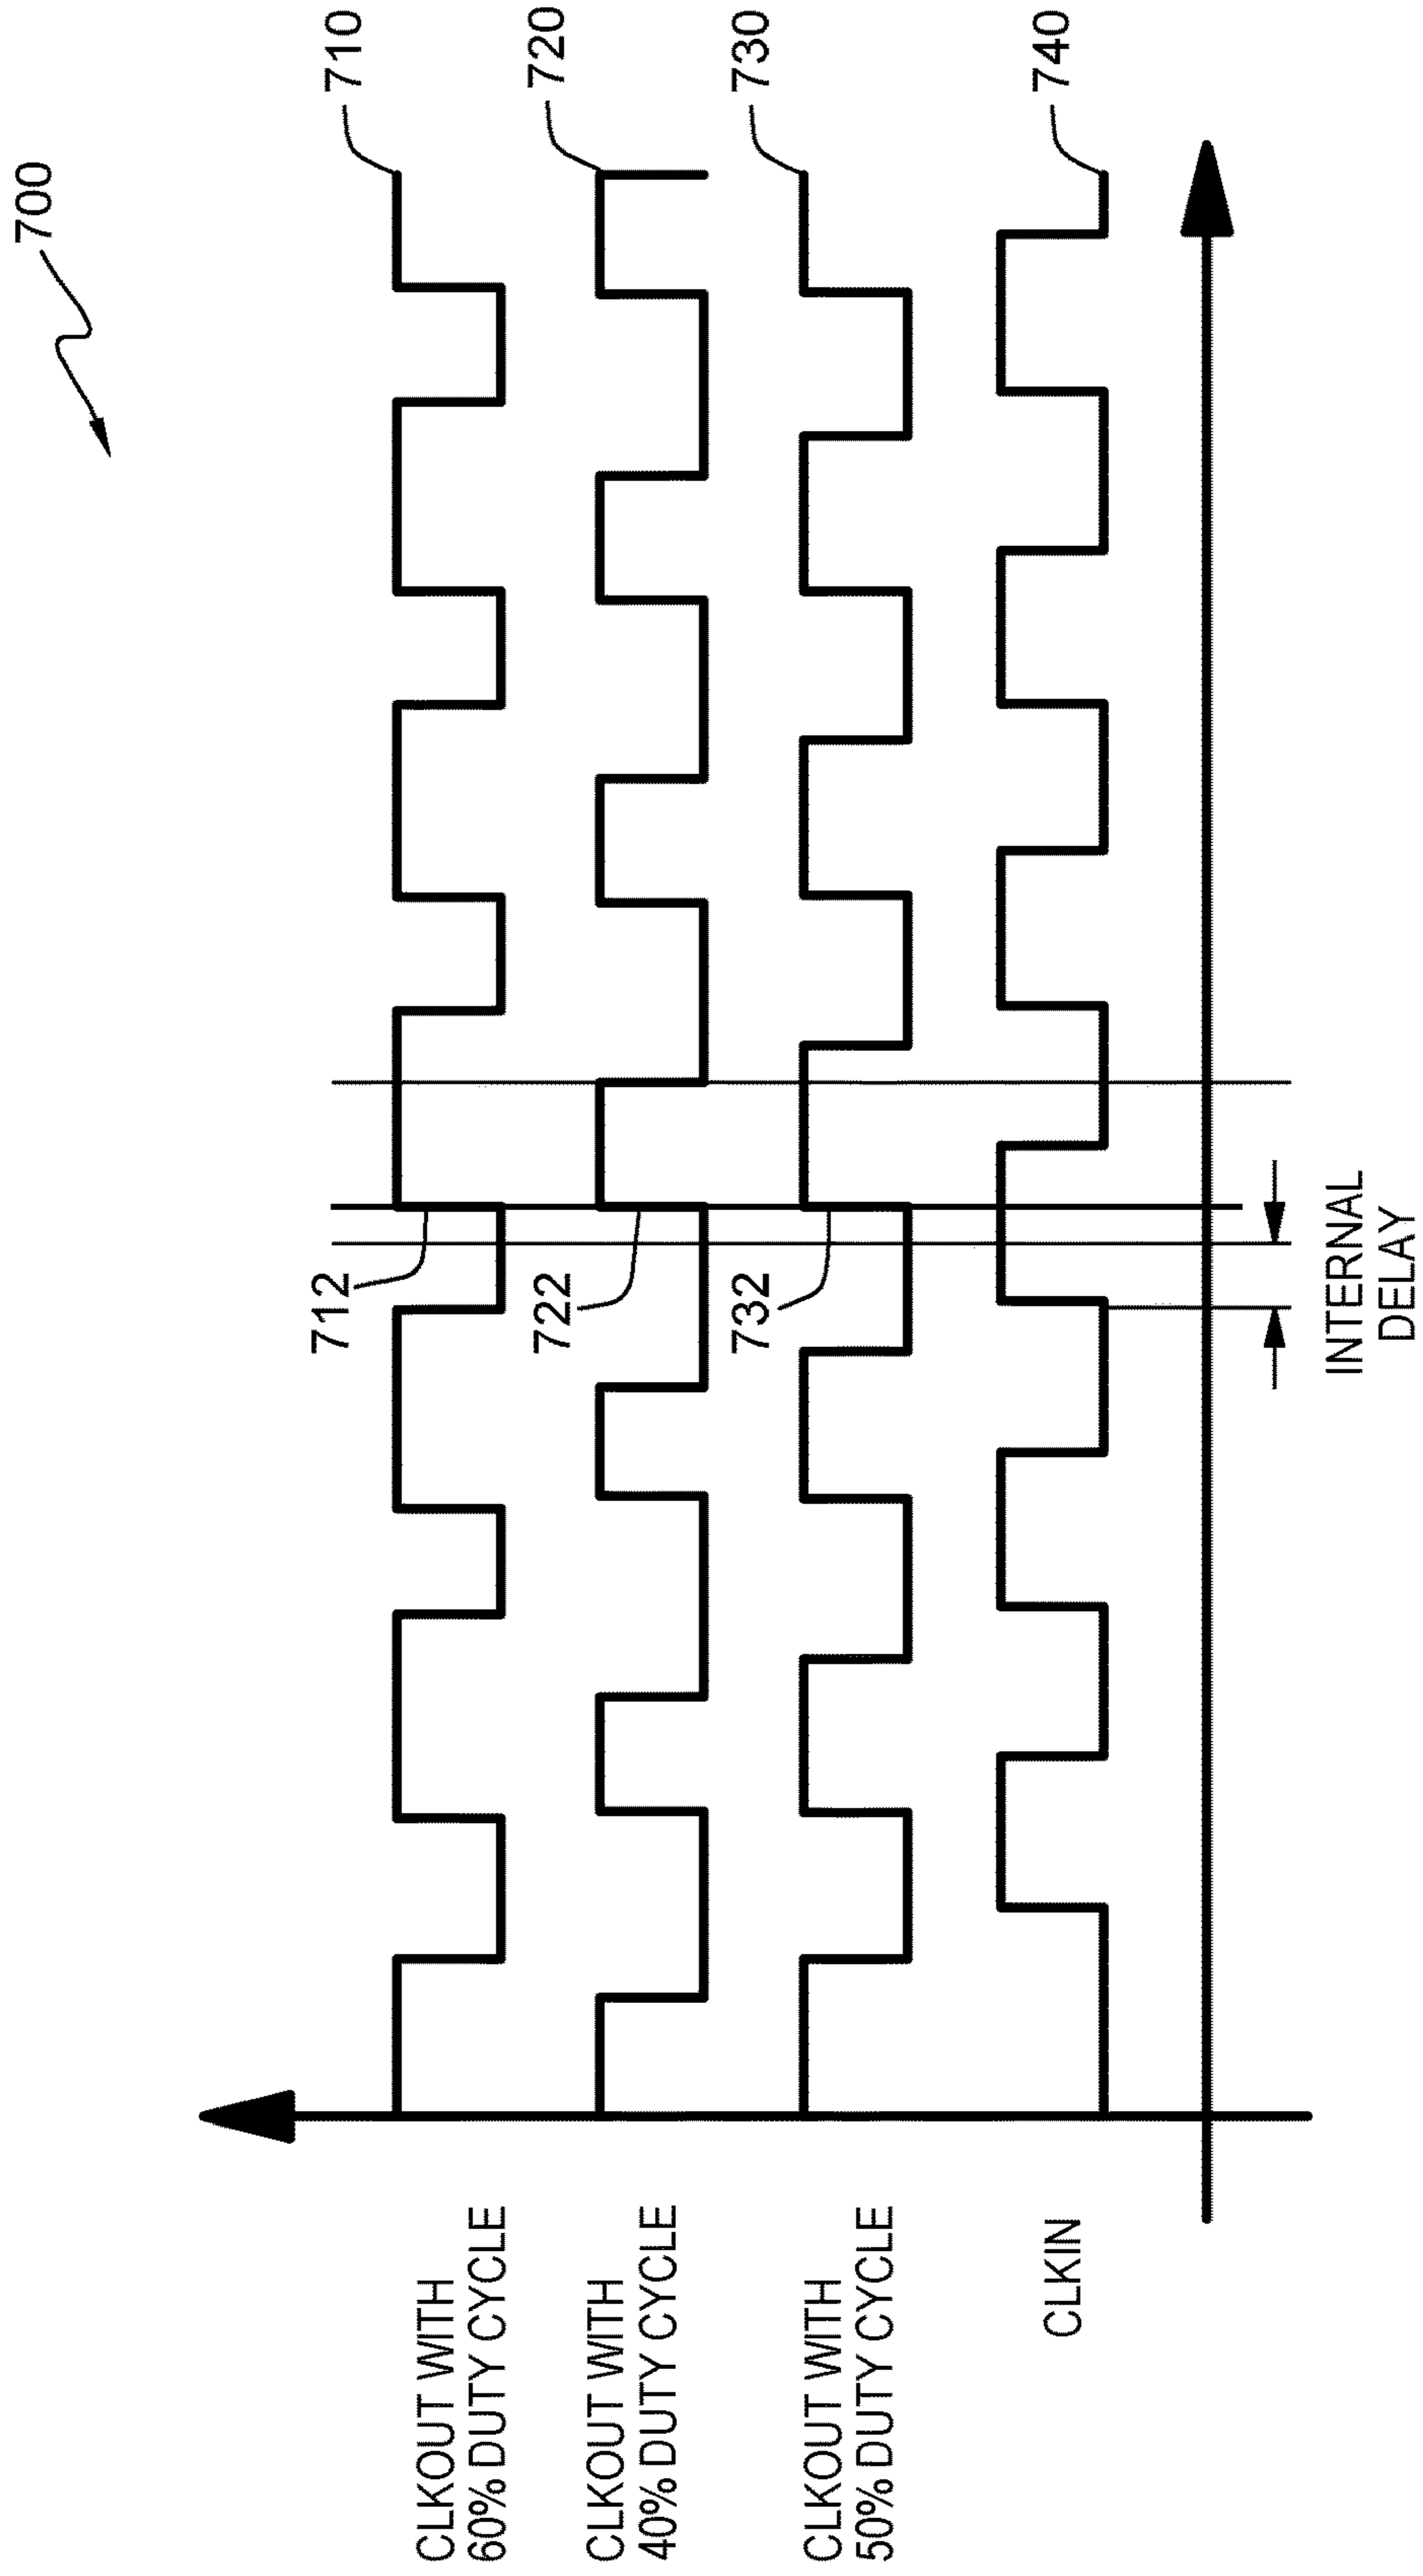 700
710
720
730
740
712
722
732
CLKOUT WITH
60% DUTY CYCLE
CLKOUT WITH
40% DUTY CYCLE
CLKOUT WITH
50% DUTY CYCLE
CLKIN
INTERNAL
DELAY